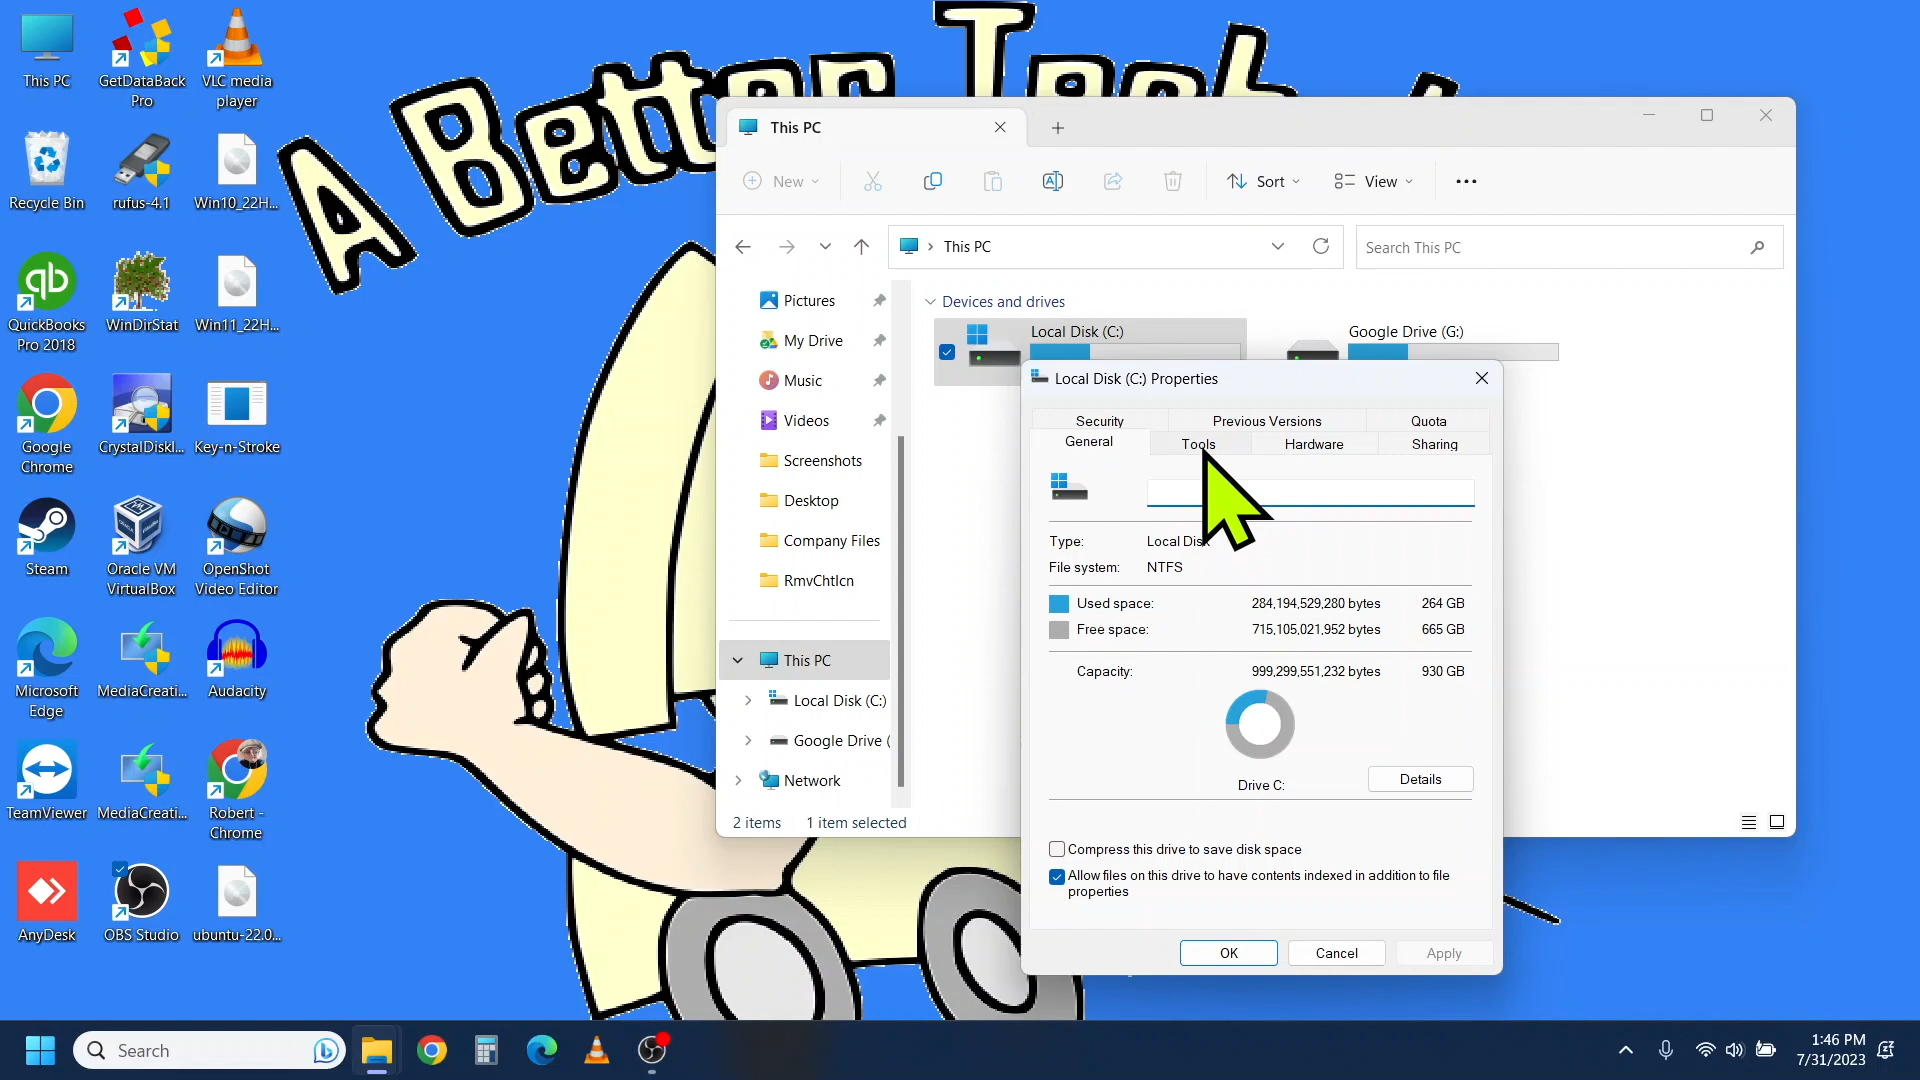 A Better
This PC
GetDataBack
Pro
VLC media
player
Recycle Bin
rufus-4.1
Win10_22H...
QuickBooks
Pro 2018
WinDirStat
Win11_22H...
Google
Chrome
CrystalDiskI...
Key-n-Stroke
Steam
Oracle VM
VirtualBox
OpenShot
Video Editor
Microsoft
Edge
MediaCreati...
Audacity
TeamViewer
MediaCreati...
Robert -
Chrome
AnyDesk
OBS Studio
ubuntu-22.0...
This PC
New
Sort
View
This PC
Search This PC
Pictures
My Drive
Music
Videos
Screenshots
Desktop
Company Files
RmvChtIcn
This PC
Local Disk (C:)
Google Drive (
Network
2 items 1 item selected
Devices and drives
Local Disk (C:)
Google Drive (G:)
Local Disk (C:) Properties
Security Previous Versions Quota
General Tools Hardware Sharing
Type: Local Disk
File system: NTFS
Used space: 284,194,529,280 bytes 264 GB
Free space: 715,105,021,952 bytes 665 GB
Capacity: 999,299,551,232 bytes 930 GB
Drive C:
Details
Compress this drive to save disk space
Allow files on this drive to have contents indexed in addition to file
properties
OK Cancel Apply
Search
1:46 PM
7/31/2023